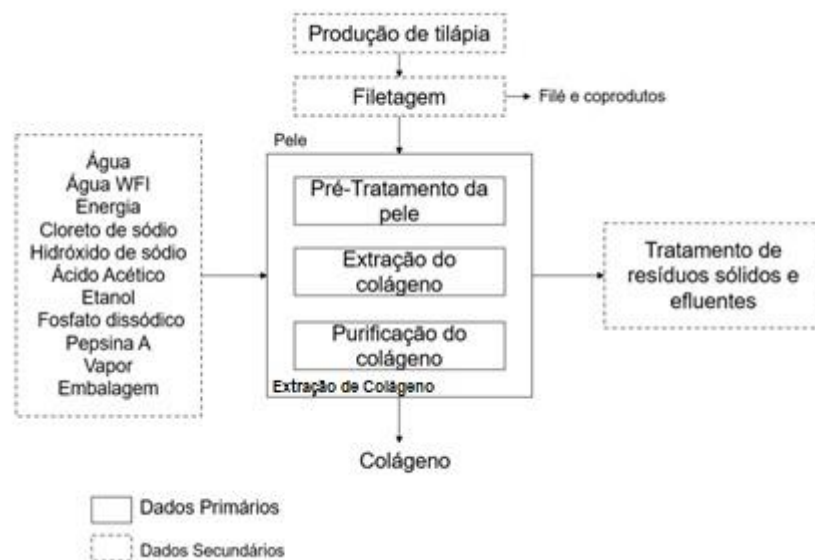 Produção de tilápia
Filetagem
Filé e coprodutos
Pele
Água
Água WFI
Energia
Cloreto de sódio
Hidróxido de sódio
Ácido Acético
Etanol
Fosfato dissódico
Pepsina A
Vapor
Embalagem
Pré-Tratamento da
pele
Extração do
colágeno
Purificação do
colágeno
Extração de Colágeno
Tratamento de
resíduos sólidos e
efluentes
Colágeno
Dados Primários
Dados Secundários